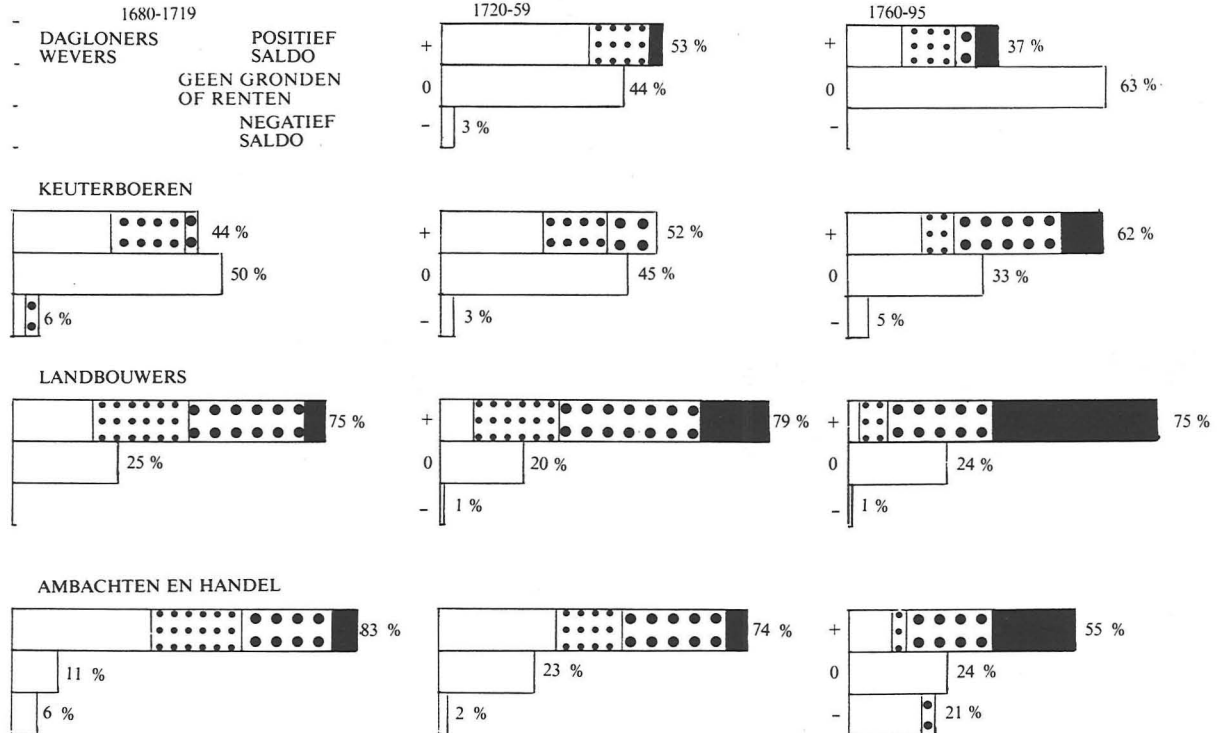 1680-1719 1720-59 1760-95
DAGLONERS POSITIEF
WEVERS SALDO
GEEN GRONDEN
OF RENTEN
NEGATIEF
SALDO
+ 53 % + 37 %
0 44 % 0 63 %
- 3 % -
KEUTERBOEREN
44 % + 52 % + 62 %
50 % 0 45 % 0 33 %
6 % - 3 % - 5 %
LANDBOUWERS
75 % + 79 % + 75 %
25 % 0 20 % 0 24 %
- 1 % - 1 %
AMBACHTEN EN HANDEL
83 % 74 % + 55 %
11 % 23 % 0 24 %
6 % 2 % - 21 %